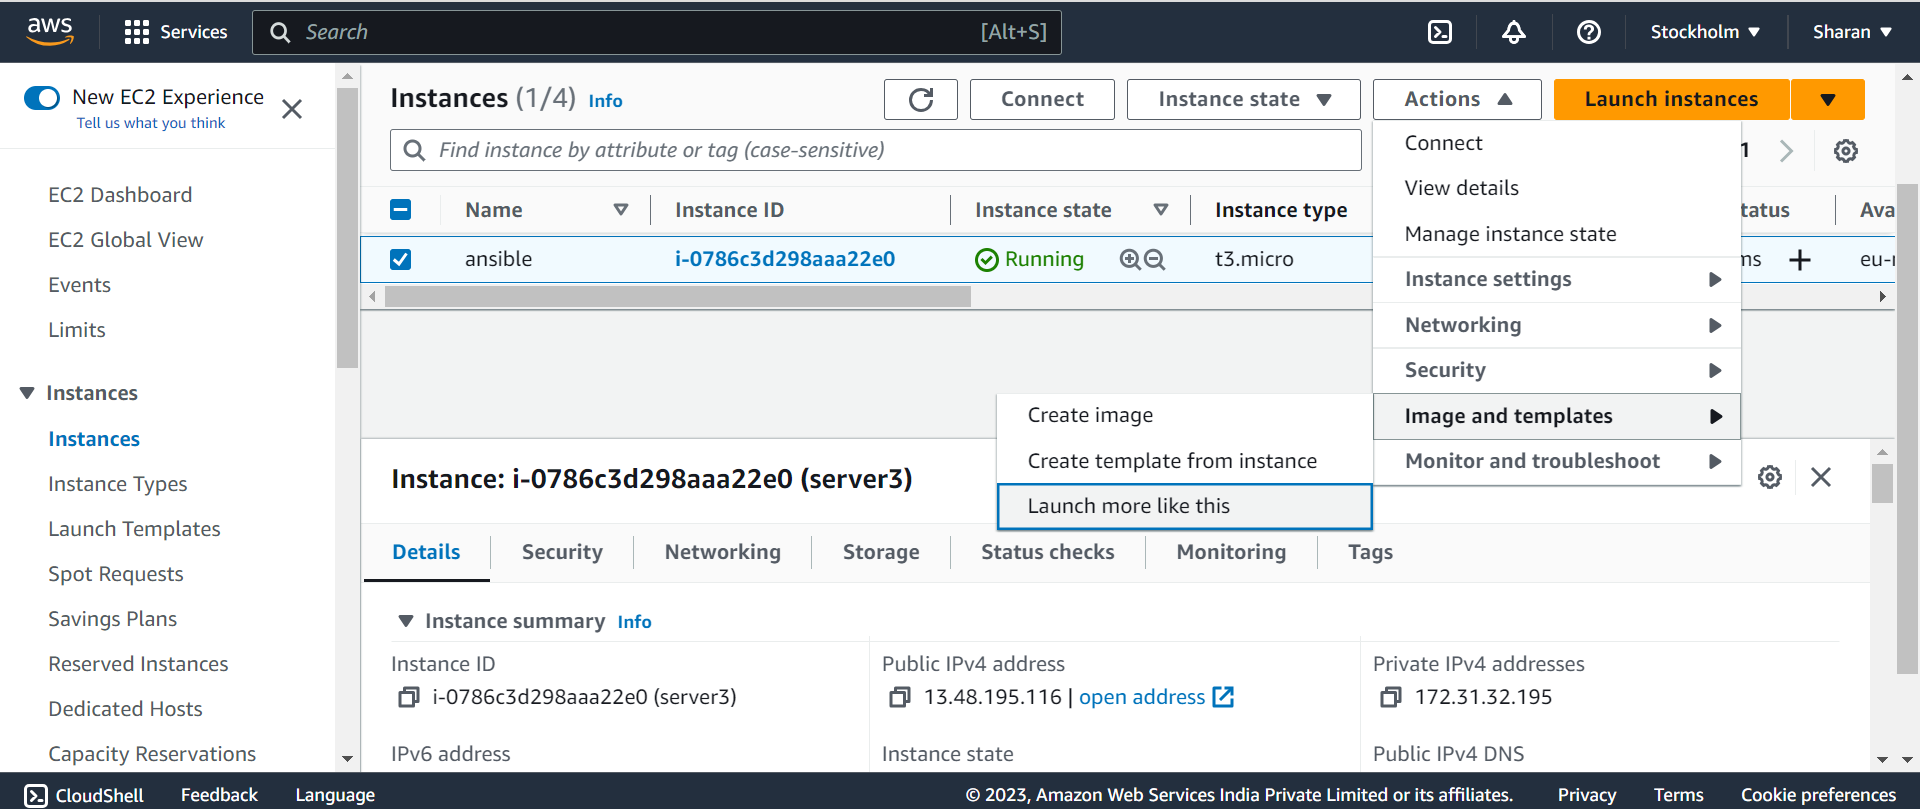 aws
Services
Search
[Alt+S]
Stockholm
Sharan
New EC2 Experience
Tell us what you think
EC2 Dashboard
EC2 Global View
Events
Limits
Instances
Instances
Instance Types
Launch Templates
Spot Requests
Savings Plans
Reserved Instances
Dedicated Hosts
Capacity Reservations
Instances (1/4) Info
Connect
Instance state
Actions
Launch instances
Find instance by attribute or tag (case-sensitive)
1
Name
Instance ID
Instance state
Instance type
tatus
Ava
ansible
i-0786c3d298aaa22e0
Running
t3.micro
ms
eu-
Connect
View details
Manage instance state
Instance settings
Networking
Security
Image and templates
Monitor and troubleshoot
Create image
Create template from instance
Launch more like this
Instance: i-0786c3d298aaa22e0 (server3)
Details
Security
Networking
Storage
Status checks
Monitoring
Tags
Instance summary Info
Instance ID
i-0786c3d298aaa22e0 (server3)
Public IPv4 address
13.48.195.116 | open address
Private IPv4 addresses
172.31.32.195
IPv6 address
Instance state
Public IPv4 DNS
CloudShell
Feedback
Language
© 2023, Amazon Web Services India Private Limited or its affiliates.
Privacy
Terms
Cookie preferences